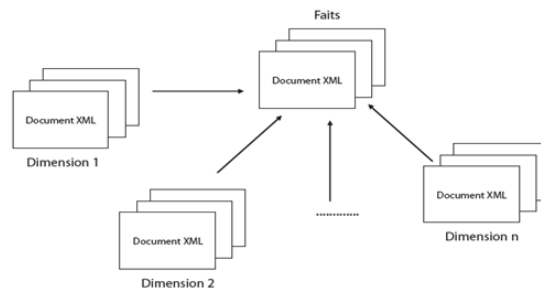 Faits
Document XML
Document XML
Dimension 1
Document XML
Dimension 2
.............
Document XML
Dimension n